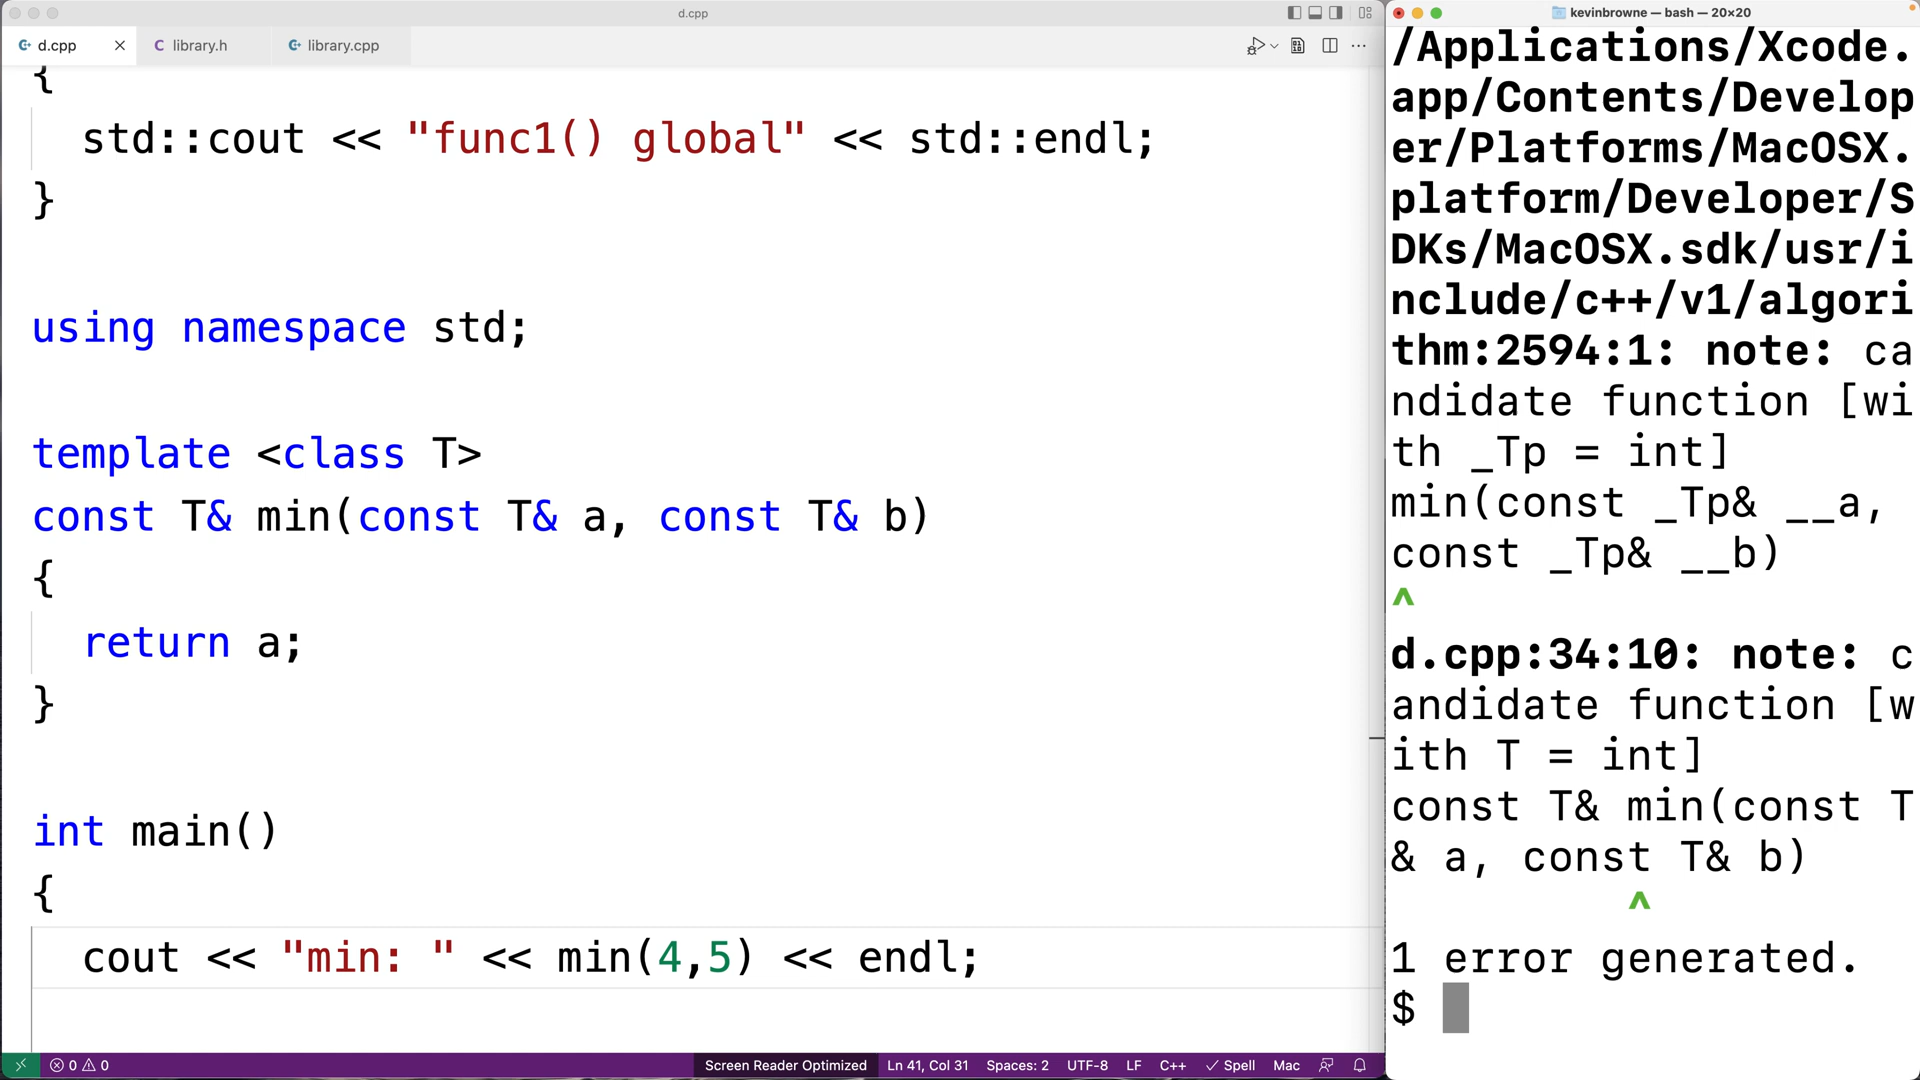 d.cpp
d.cpp
library.h
library.cpp
{
std::cout << "func1() global" << std::endl;
}
using namespace std;
template <class T>
const T& min(const T& a, const T& b)
{
return a;
}
int main()
{
cout << "min: " << min(4,5) << endl;
0 0
Screen Reader Optimized
Ln 41, Col 31
Spaces: 2
UTF-8
LF
C++
Spell
Mac
kevinbrowne — bash — 20×20
/Applications/Xcode.
app/Contents/Develop
er/Platforms/MacOSX.
platform/Developer/S
DKs/MacOSX.sdk/usr/i
nclude/c++/v1/algori
thm:2594:1: note: ca
ndidate function [wi
th _Tp = int]
min(const _Tp& __a,
const _Tp& __b)
^
d.cpp:34:10: note: c
andidate function [w
ith T = int]
const T& min(const T
& a, const T& b)
^
1 error generated.
$